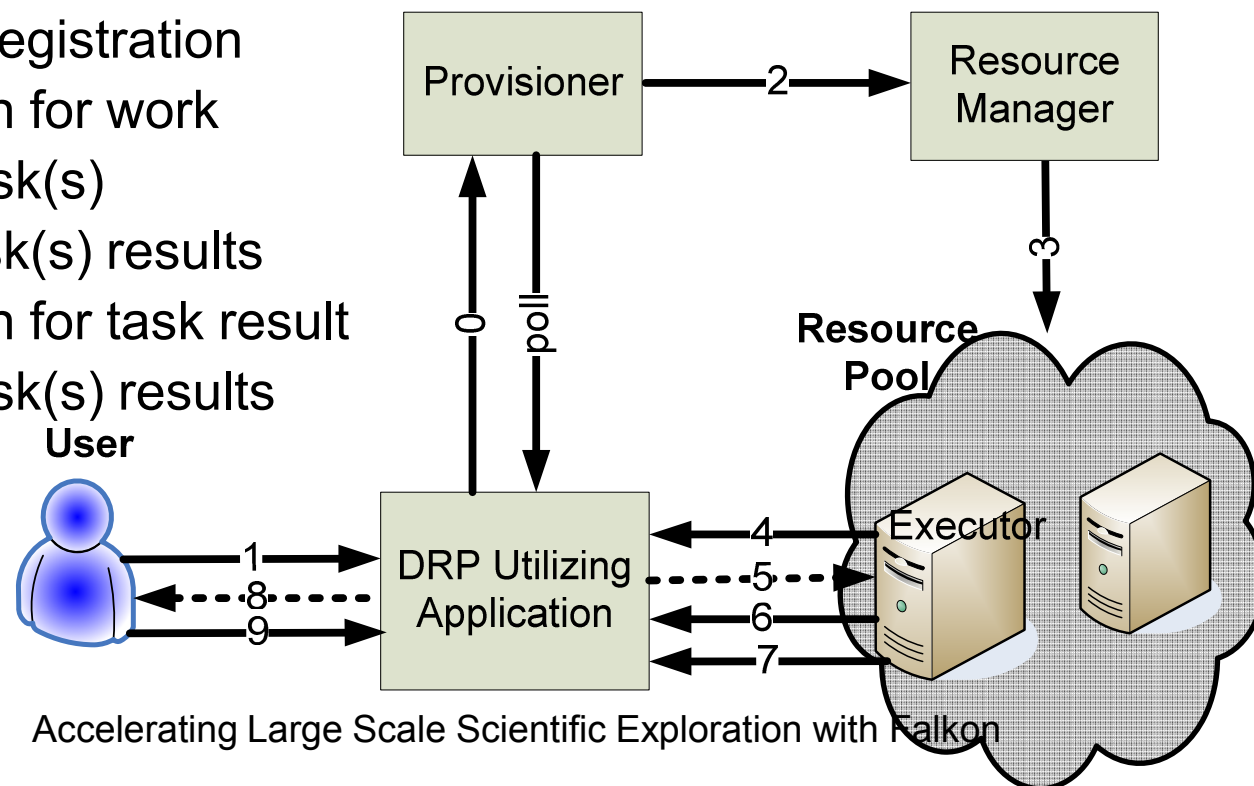 egistration
n for work
sk(s)
sk(s) results
n for task result
sk(s) results
Provisioner
2
Resource
Manager
3
0
poll
Resource
Pool
User
DRP Utilizing
Application
1
8
9
4
5
6
7
Executor
Accelerating Large Scale Scientific Exploration with Falkon